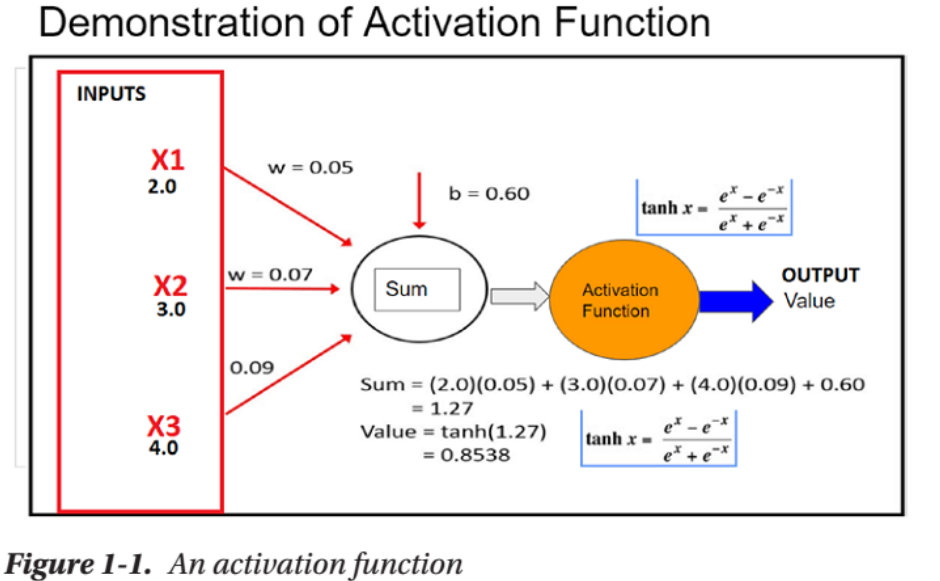 Demonstration of Activation Function
INPUTS
X1
2.0
w = 0.05
b = 0.60
tanh x = (e^x − e^−x) / (e^x + e^−x)
X2
3.0
w = 0.07
Sum
Activation
Function
OUTPUT
Value
X3
4.0
0.09
Sum = (2.0)(0.05) + (3.0)(0.07) + (4.0)(0.09) + 0.60
= 1.27
Value = tanh(1.27)
= 0.8538
tanh x = (e^x − e^−x) / (e^x + e^−x)
Figure 1-1. An activation function